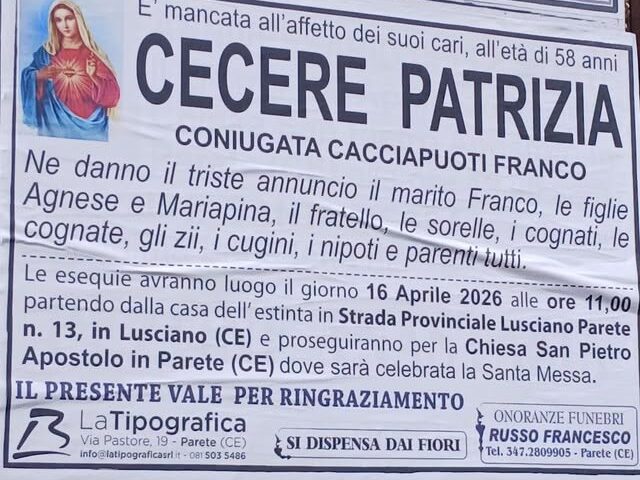 E' mancata all'affetto dei suoi cari, all'età di 58 anni
CECERE PATRIZIA
CONIUGATA CACCIAPUOTI FRANCO
Ne danno il triste annuncio il marito Franco, le figlie
Agnese e Mariapina, il fratello, le sorelle, i cognati, le
cognate, gli zii, i cugini, i nipoti e parenti tutti.
Le esequie avranno luogo il giorno 16 Aprile 2026 alle ore 11,00
partendo dalla casa dell'estinta in Strada Provinciale Lusciano Parete
n. 13, in Lusciano (CE) e proseguiranno per la Chiesa San Pietro
Apostolo in Parete (CE) dove sarà celebrata la Santa Messa.
IL PRESENTE VALE PER RINGRAZIAMENTO
LaTipografica
Via Pastore, 19 - Parete (CE)
info@latipograficasrl.it - 081 503 5486
SI DISPENSA DAI FIORI
ONORANZE FUNEBRI
RUSSO FRANCESCO
Tel. 347.2809905 - Parete (CE)